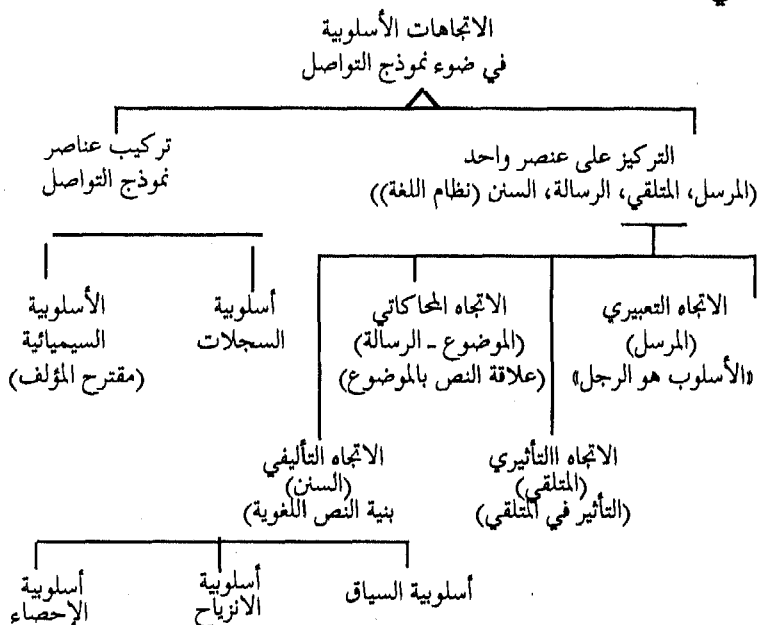 الاتجاهات الأسلوبية
في ضوء نموذج التواصل
التركيز على عنصر واحد
(المرسل، المتلقي، الرسالة، السنن (نظام اللغة))
تركيب عناصر
نموذج التواصل
الاتجاه التعبيري
(المرسل)
«الأسلوب هو الرجل»
الاتجاه المحاكاتي
(الموضوع - الرسالة)
(علاقة النص بالموضوع)
أسلوبية
السجلات
الأسلوبية
السيميائية
(مقترح المؤلف)
الاتجاه االتأثيري
(المتلقي)
(التأثير في المتلقي)
الاتجاه التأليفي
(السنن)
بنية النص اللغوية)
أسلوبية السياق
أسلوبية
الانزياح
أسلوبية
الإحصاء